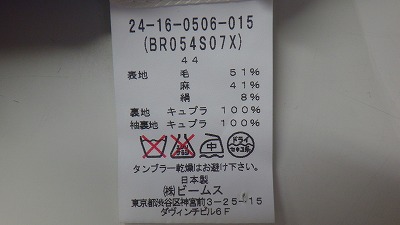 24-16-0506-015
(BR054S07X)
44
表地 毛 51%
麻 41%
絹 8%
裏地 キュプラ 100%
袖裏地 キュプラ 100%
中 ドライ
タンブラー乾燥はお避け下さい。
日本製
㈱ビームス
東京都渋谷区神宮前3-25-15
ダヴィンチビル6F